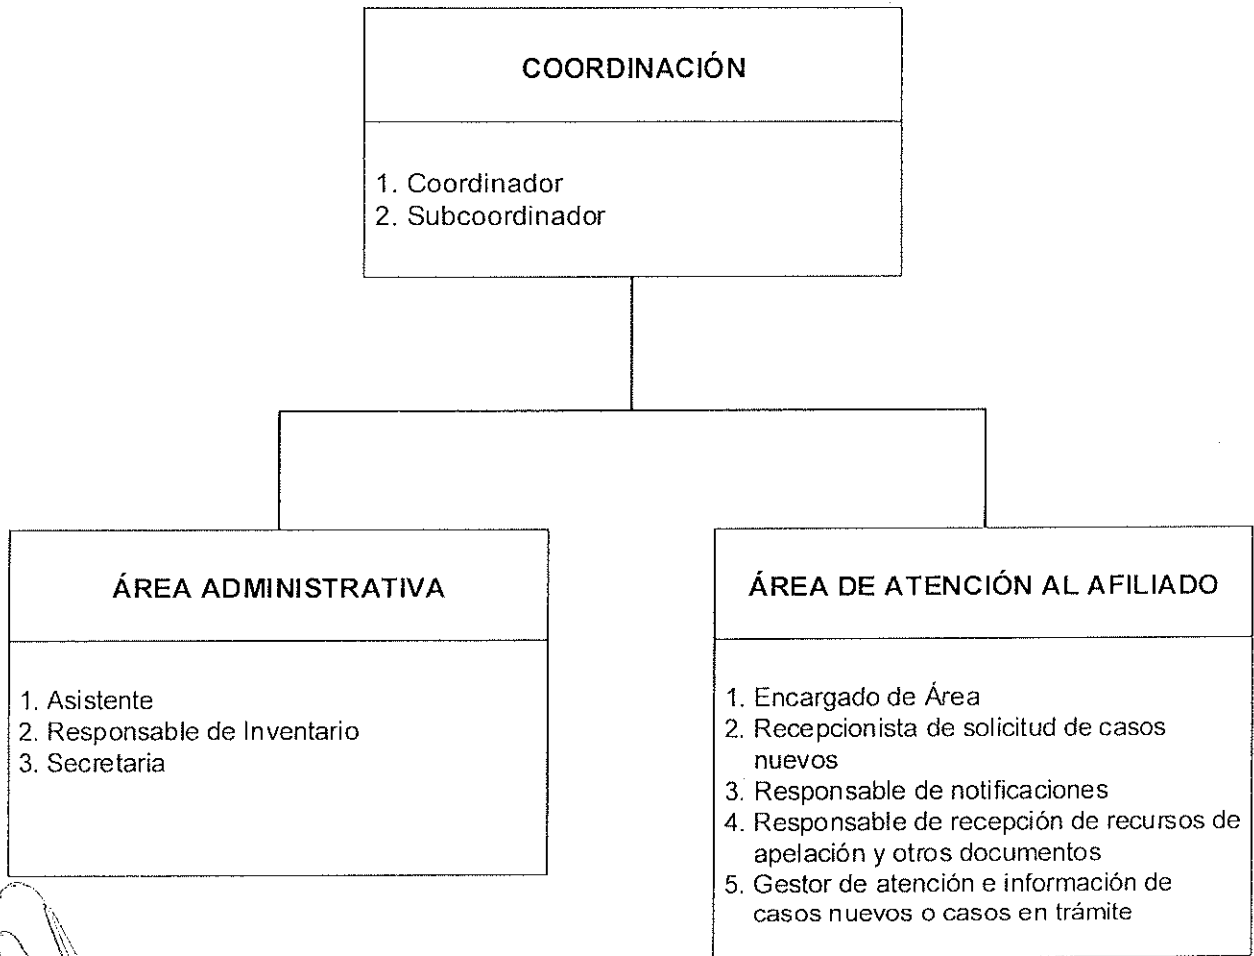 COORDINACIÓN
1. Coordinador
2. Subcoordinador
ÁREA ADMINISTRATIVA
1. Asistente
2. Responsable de Inventario
3. Secretaria
ÁREA DE ATENCIÓN AL AFILIADO
1. Encargado de Área
2. Recepcionista de solicitud de casos
nuevos
3. Responsable de notificaciones
4. Responsable de recepción de recursos de
apelación y otros documentos
5. Gestor de atención e información de
casos nuevos o casos en trámite